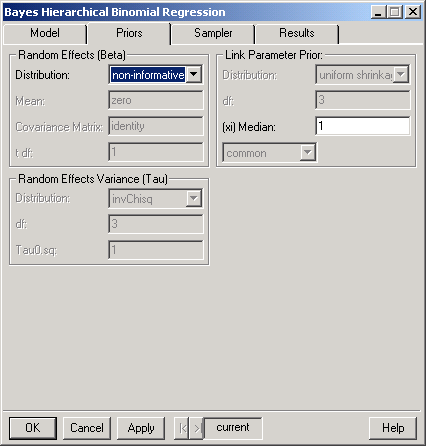 Bayes Hierarchical Binomial Regression
Model
Priors
Sampler
Results
Random Effects (Beta)
Distribution: non-informative
Mean: zero
Covariance Matrix: identity
t df: 1
Random Effects Variance (Tau)
Distribution: invChisq
df: 3
Tau0.sq: 1
Link Parameter Prior:
Distribution: uniform shrinka
df: 3
(xi) Median: 1
common
OK
Cancel
Apply
current
Help